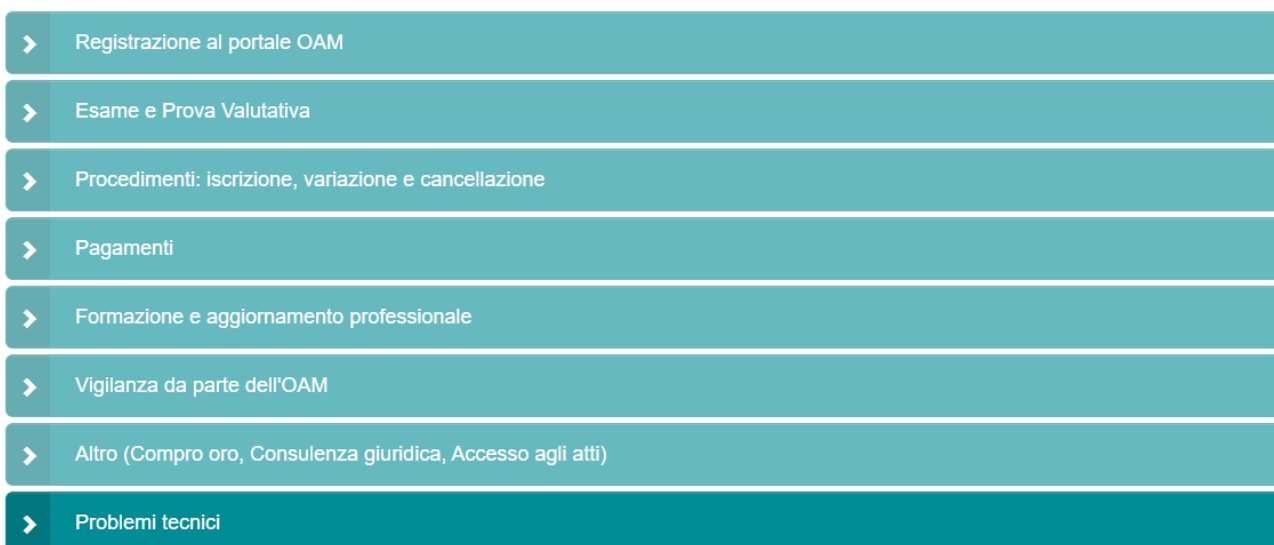 Registrazione al portale OAM
Esame e Prova Valutativa
Procedimenti: iscrizione, variazione e cancellazione
Pagamenti
Formazione e aggiornamento professionale
Vigilanza da parte dell'OAM
Altro (Compro oro, Consulenza giuridica, Accesso agli atti)
Problemi tecnici